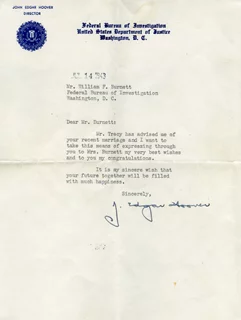 JOHN EDGAR HOOVER
DIRECTOR
Federal Bureau of Investigation
United States Department of Justice
Washington, D. C.
14 1943
Mr. William F. Burnett
Federal Bureau of Investigation
Washington, D. C.
Dear Mr. Burnett:
Mr. Tracy has advised me of
your recent marriage and I want to
take this means of expressing through
you to Mrs. Burnett my very best wishes
and to you my congratulations.
It is my sincere wish that
your future together will be filled
with much happiness.
Sincerely,
J. Edgar Hoover